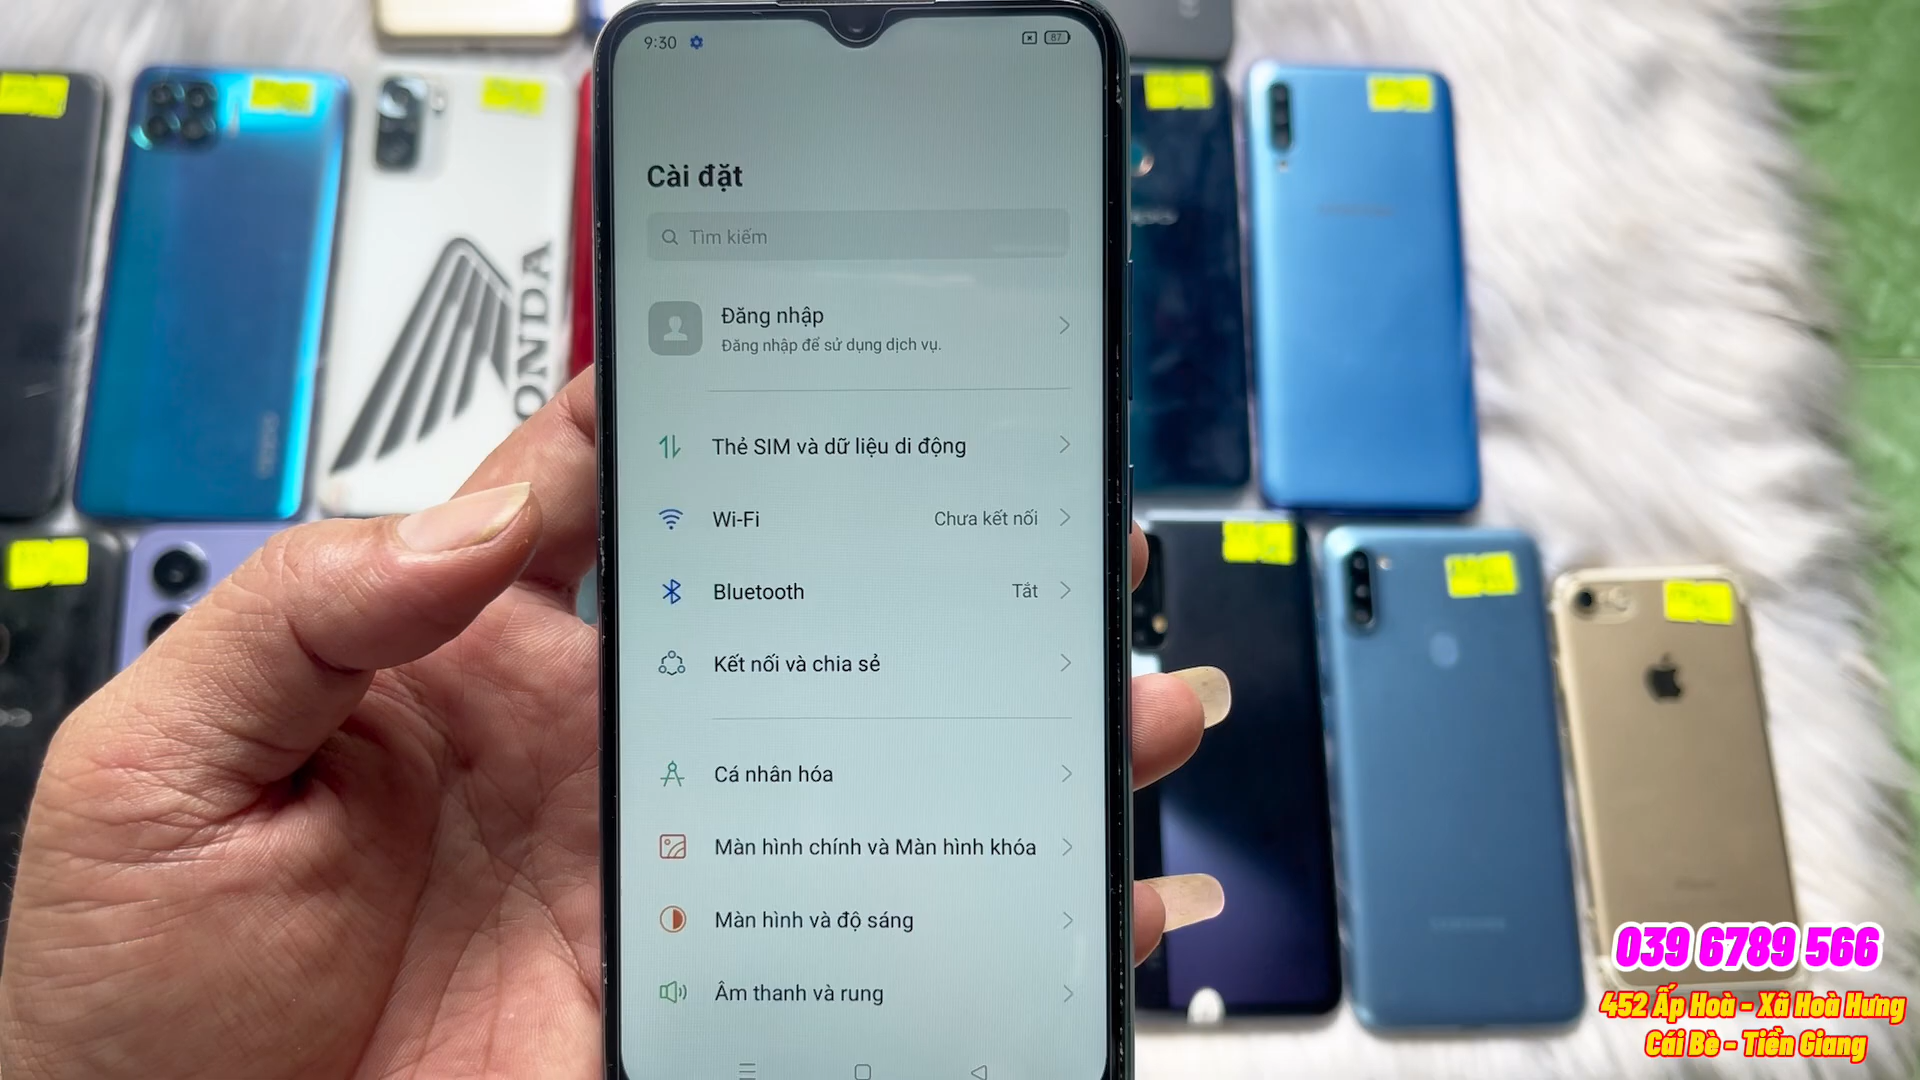 9:30
87
Cài đặt
Tìm kiếm
Đăng nhập
Đăng nhập để sử dụng dịch vụ.
Thẻ SIM và dữ liệu di động
Wi-Fi
Chưa kết nối
Bluetooth
Tắt
Kết nối và chia sẻ
Cá nhân hóa
Màn hình chính và Màn hình khóa
Màn hình và độ sáng
Âm thanh và rung
ONDA
SAMSUNG
039 6789 566
452 Ấp Hoà - Xã Hoà Hưng
Cái Bè - Tiền Giang